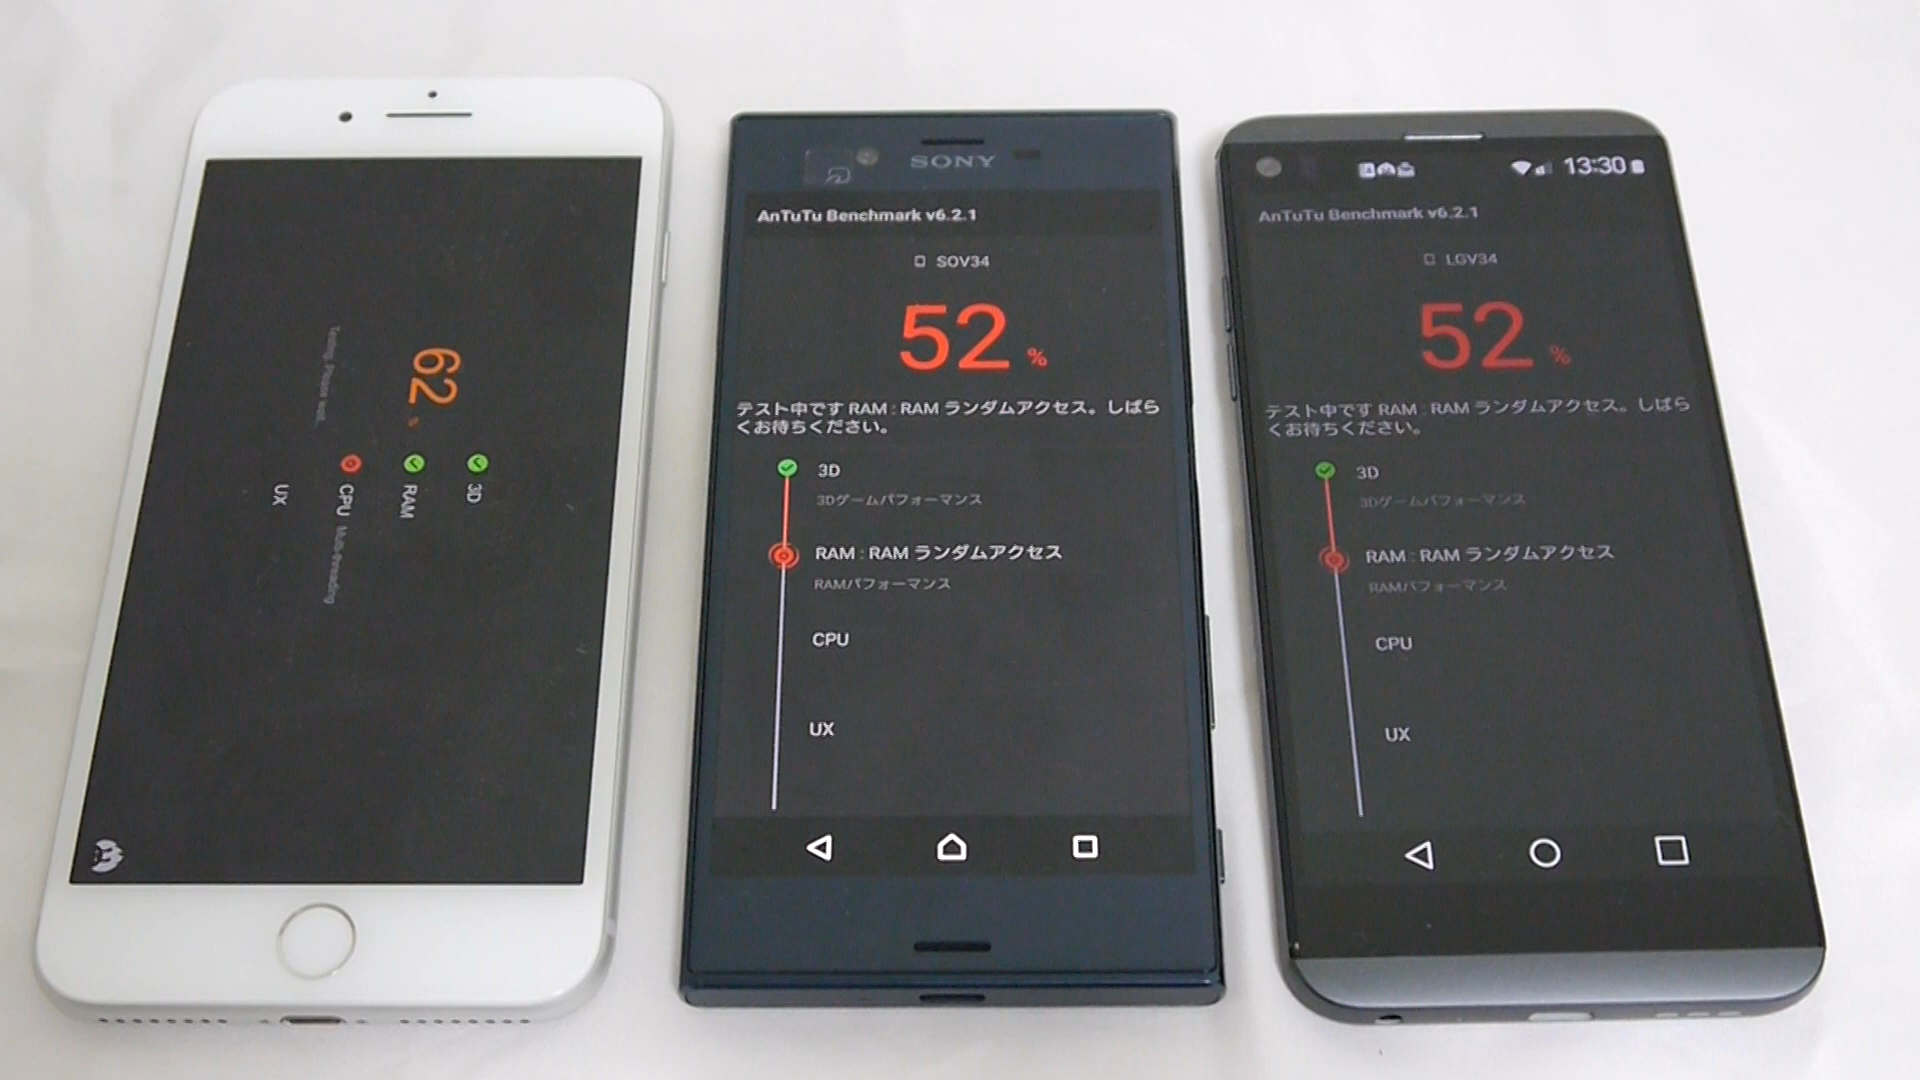 62 %
Testing. Please wait...
3D
RAM
CPU Multi-threading
UX
SONY
AnTuTu Benchmark v6.2.1
SOV34
52 %
テスト中です RAM : RAM ランダムアクセス。しばら
くお待ちください。
3D
3Dゲームパフォーマンス
RAM : RAM ランダムアクセス
RAMパフォーマンス
CPU
UX
13:30
AnTuTu Benchmark v6.2.1
LGV34
52 %
テスト中です RAM : RAM ランダムアクセス。しばら
くお待ちください。
3D
3Dゲームパフォーマンス
RAM : RAM ランダムアクセス
RAMパフォーマンス
CPU
UX